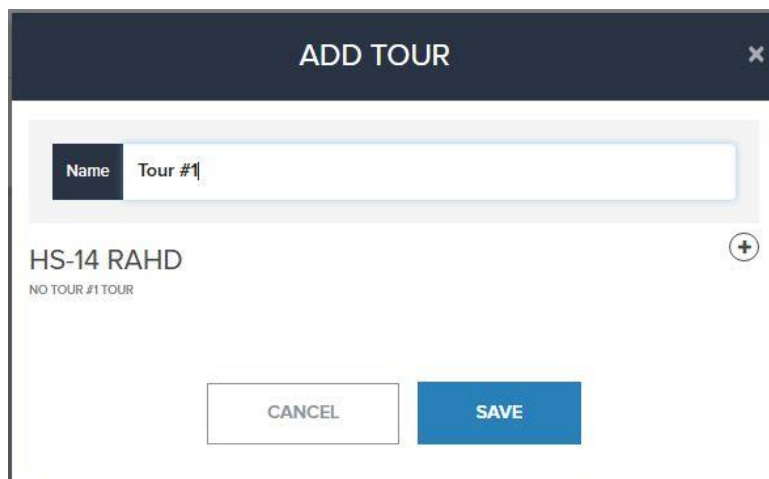 ADD TOUR ×
Name Tour #1
HS-14 RAHD
NO TOUR #1 TOUR
CANCEL SAVE